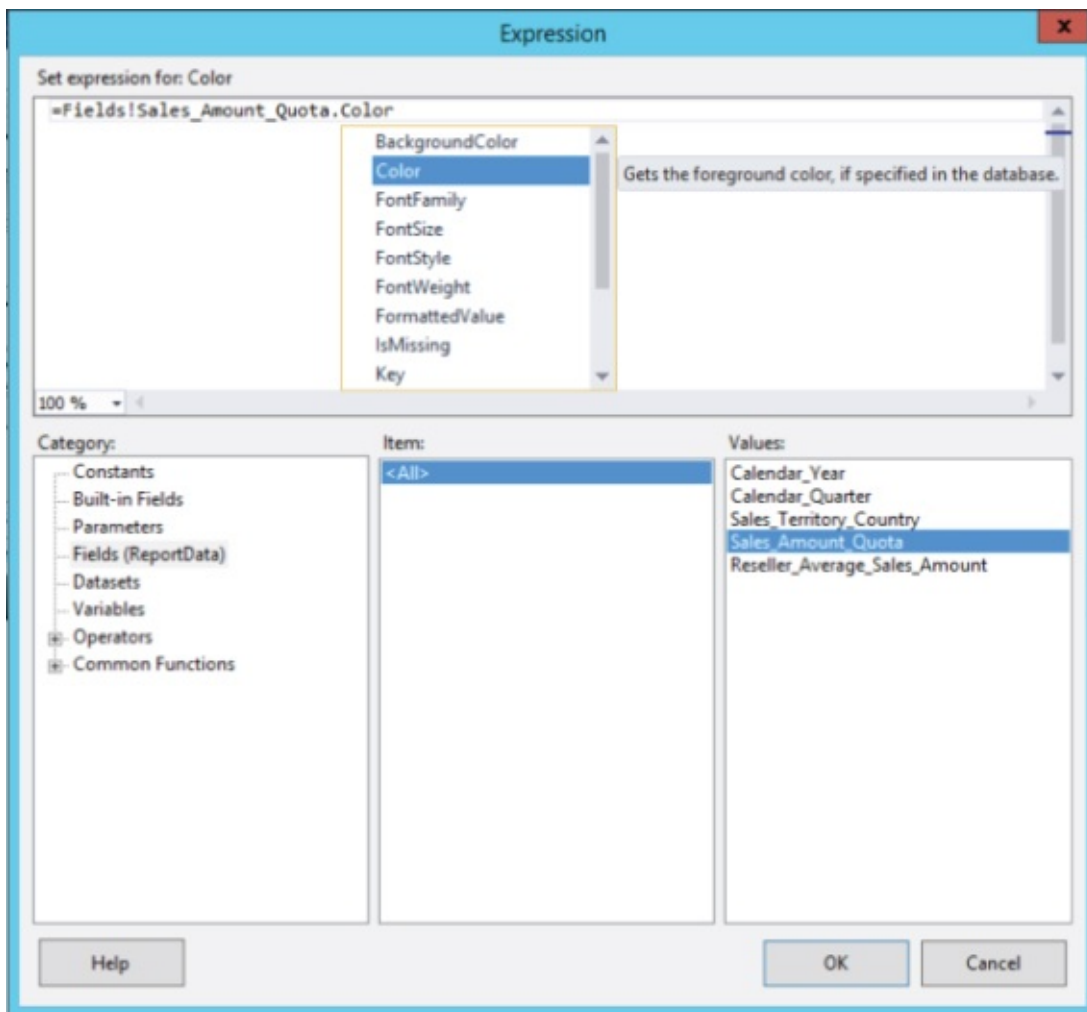 Expression
x
Set expression for: Color
=Fields!Sales_Amount_Quota.Color
BackgroundColor
Color
Gets the foreground color, if specified in the database.
FontFamily
FontSize
FontStyle
FontWeight
FormattedValue
IsMissing
Key
100 %
Category:
Constants
Built-in Fields
Parameters
Fields (ReportData)
Datasets
Variables
Operators
Common Functions
Item:
<All>
Values:
Calendar_Year
Calendar_Quarter
Sales_Territory_Country
Sales_Amount_Quota
Reseller_Average_Sales_Amount
Help
OK
Cancel